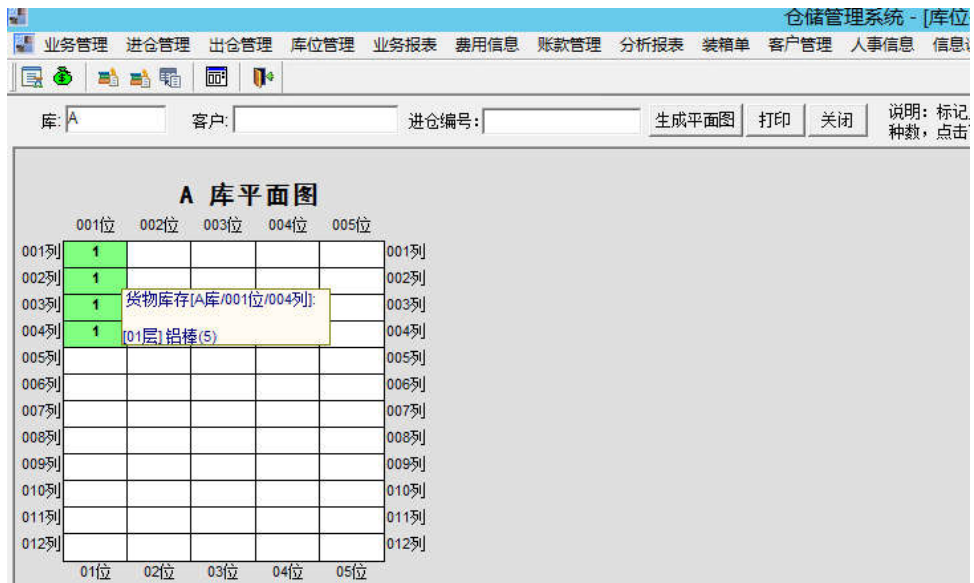 仓储管理系统 - [库位
业务管理 进仓管理 出仓管理 库位管理 业务报表 费用信息 账款管理 分析报表 装箱单 客户管理 人事信息 信息
库: A 客户: 进仓编号: 生成平面图 打印 关闭 说明: 标记
种数, 点击
A 库平面图
001位 002位 003位 004位 005位
001列 1 001列
002列 1 002列
003列 1 货物库存[A库/001位/004列]: 003列
004列 1 [01层] 铝棒(5) 004列
005列 005列
006列 006列
007列 007列
008列 008列
009列 009列
010列 010列
011列 011列
012列 012列
01位 02位 03位 04位 05位